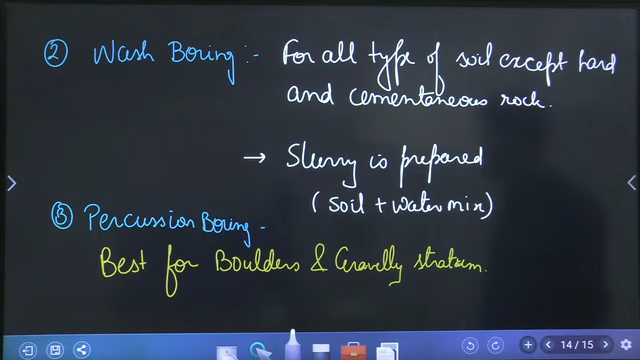 ② Wash Boring :- For all type of soil except hard
and cementaneous rock.
→ Slurry is prepared
(soil + water mix)
③ Percussion Boring -
Best for Boulders & Gravelly stratum.
14 / 15